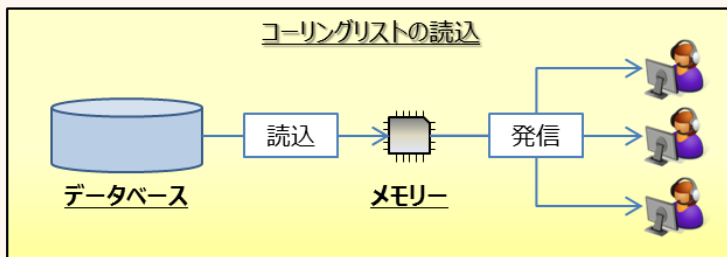 コーリングリストの読込
読込
発信
データベース
メモリー